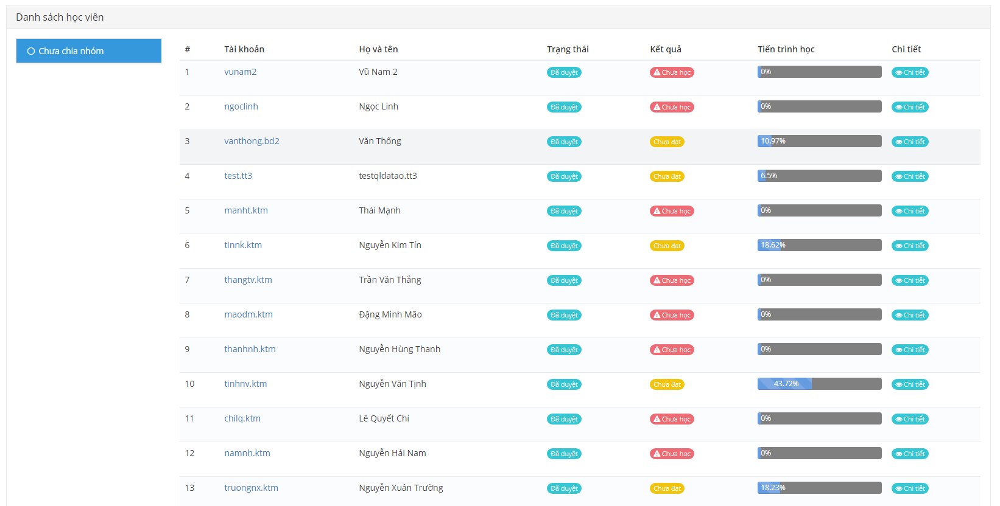 Danh sách học viên
Chưa chia nhóm
# Tài khoản Họ và tên Trạng thái Kết quả Tiến trình học Chi tiết
1 vunam2 Vũ Nam 2 Đã duyệt Chưa học 0% Chi tiết
2 ngoclinh Ngọc Linh Đã duyệt Chưa học 0% Chi tiết
3 vanthong.bd2 Văn Thống Đã duyệt Chưa đạt 10.97% Chi tiết
4 test.tt3 testqldatao.tt3 Đã duyệt Chưa đạt 6.5% Chi tiết
5 manht.ktm Thái Mạnh Đã duyệt Chưa học 0% Chi tiết
6 tinnk.ktm Nguyễn Kim Tín Đã duyệt Chưa đạt 18.62% Chi tiết
7 thangtv.ktm Trần Văn Thắng Đã duyệt Chưa học 0% Chi tiết
8 maodm.ktm Đặng Minh Mão Đã duyệt Chưa học 0% Chi tiết
9 thanhnh.ktm Nguyễn Hùng Thanh Đã duyệt Chưa học 0% Chi tiết
10 tinhnv.ktm Nguyễn Văn Tịnh Đã duyệt Chưa đạt 43.72% Chi tiết
11 chilq.ktm Lê Quyết Chí Đã duyệt Chưa học 0% Chi tiết
12 namnh.ktm Nguyễn Hải Nam Đã duyệt Chưa học 0% Chi tiết
13 truongnx.ktm Nguyễn Xuân Trường Đã duyệt Chưa đạt 18.23% Chi tiết